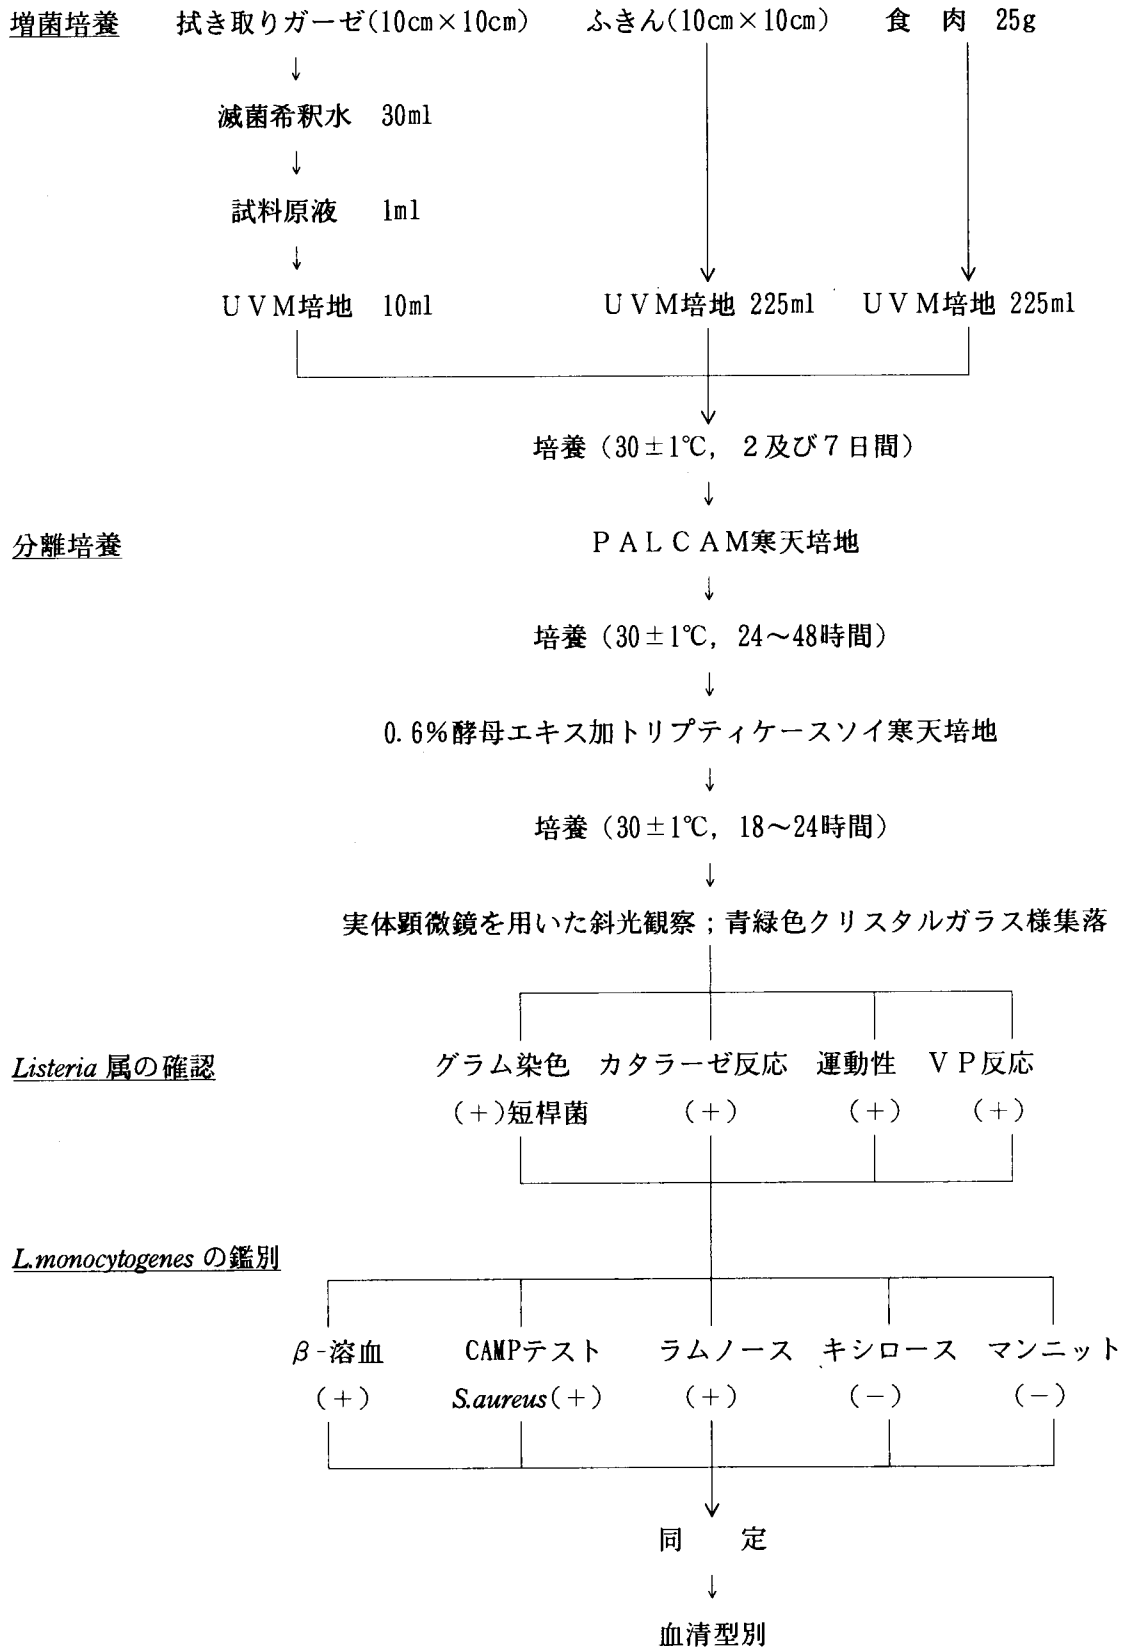 増菌培養 拭き取りガーゼ(10cm×10cm) ふきん(10cm×10cm) 食 肉 25g
↓
滅菌希釈水 30ml
↓
試料原液 1ml
↓
UVM培地 10ml UVM培地 225ml UVM培地 225ml
培養（30±1℃, 2及び7日間）
↓
分離培養 PALCAM寒天培地
↓
培養（30±1℃, 24～48時間）
↓
0.6%酵母エキス加トリプティケースソイ寒天培地
↓
培養（30±1℃, 18～24時間）
↓
実体顕微鏡を用いた斜光観察；青緑色クリスタルガラス様集落
Listeria 属の確認 グラム染色 カタラーゼ反応 運動性 VP反応
（＋）短桿菌 （＋） （＋） （＋）
L.monocytogenes の鑑別
β-溶血 CAMPテスト ラムノース キシロース マンニット
（＋） S.aureus（＋） （＋） （－） （－）
同 定
↓
血清型別